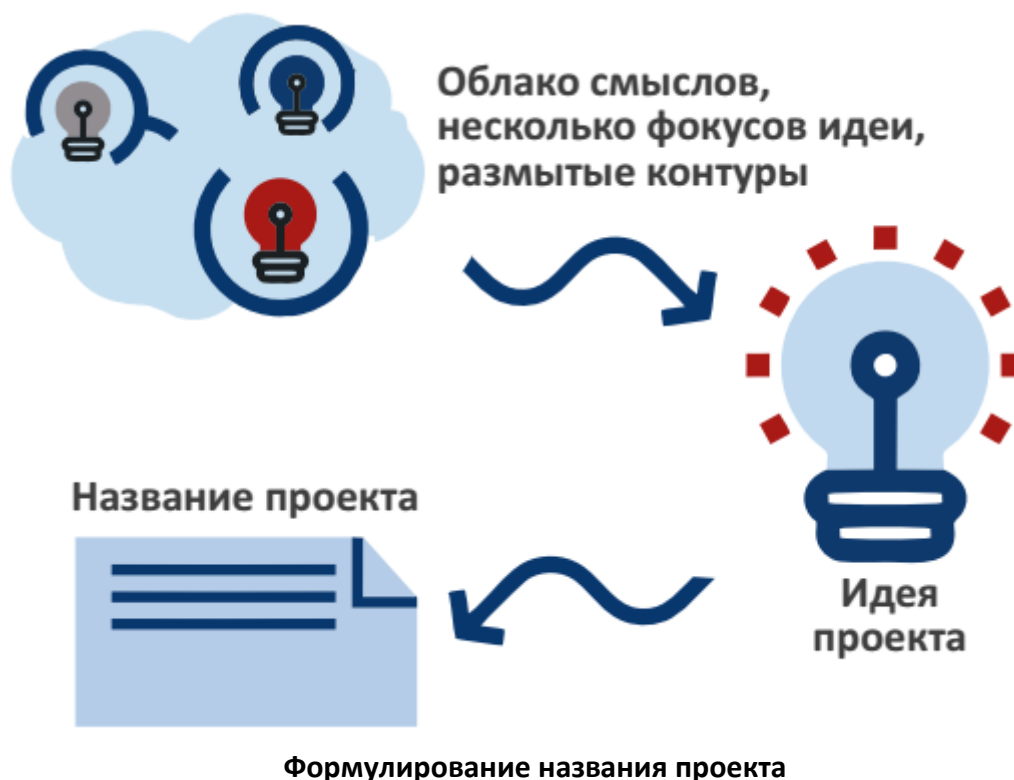 Облако смыслов,
несколько фокусов идеи,
размытые контуры
Идея
проекта
Название проекта
Формулирование названия проекта